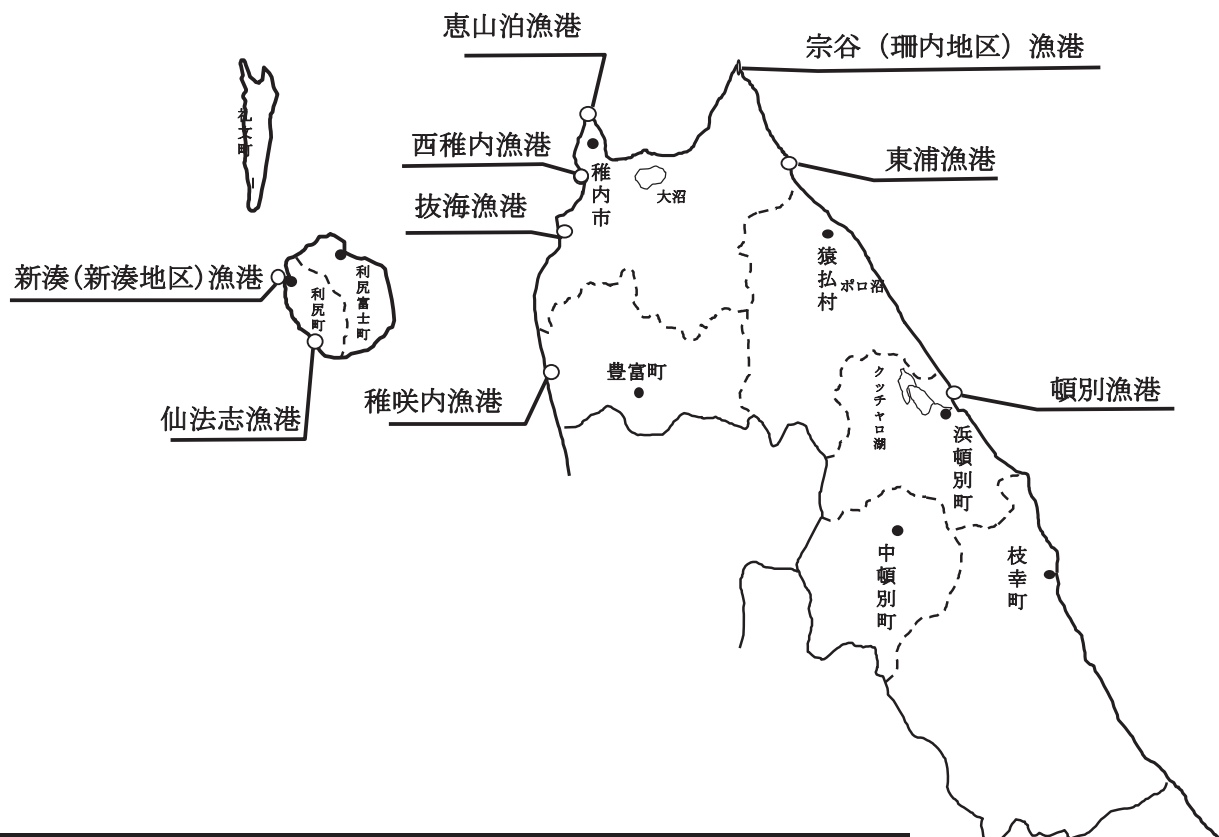 恵山泊漁港
宗谷（珊内地区）漁港
礼文町
西稚内漁港
稚内市
大沼
東浦漁港
抜海漁港
猿払村
ポロ沼
新湊(新湊地区)漁港
利尻富士町
利尻町
仙法志漁港
稚咲内漁港
豊富町
クッチャロ湖
頓別漁港
浜頓別町
中頓別町
枝幸町